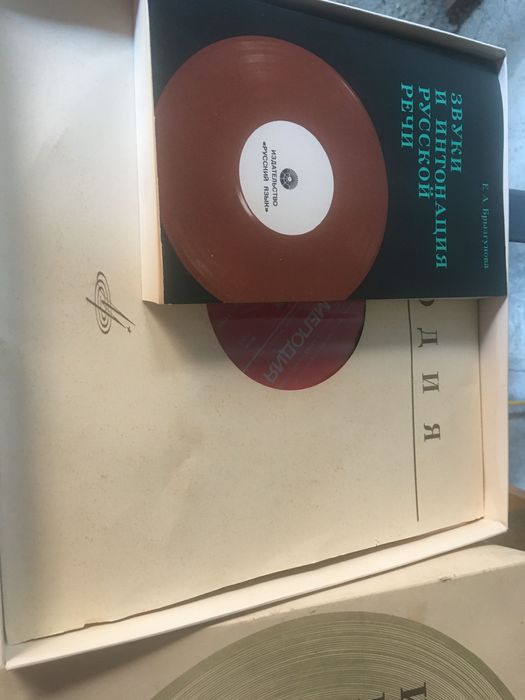 Е. А. Брызгунова
ЗВУКИ
И ИНТОНАЦИЯ
РУССКОЙ
РЕЧИ
ИЗДАТЕЛЬСТВО
«РУССКИЙ ЯЗЫК»
МЕЛОДИЯ
ОДИЯ